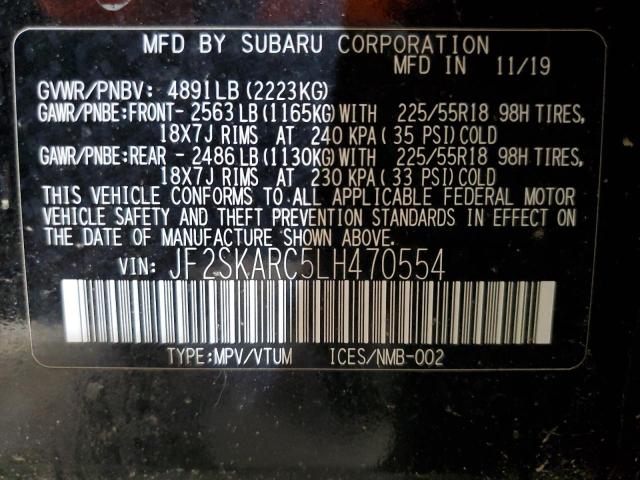 MFD BY SUBARU CORPORATION
MFD IN 11/19
GVWR/PNBV: 4891LB (2223KG)
GAWR/PNBE:FRONT- 2563LB (1165KG)WITH 225/55R18 98H TIRES,
18X7J RIMS AT 240 KPA( 35 PSI)COLD
GAWR/PNBE:REAR - 2486LB (1130KG)WITH 225/55R18 98H TIRES,
18X7J RIMS AT 230 KPA( 33 PSI)COLD
THIS VEHICLE CONFORMS TO ALL APPLICABLE FEDERAL MOTOR
VEHICLE SAFETY AND THEFT PREVENTION STANDARDS IN EFFECT ON
THE DATE OF MANUFACTURE SHOWN ABOVE.
VIN: JF2SKARC5LH470554
TYPE:MPV/VTUM ICES/NMB-002